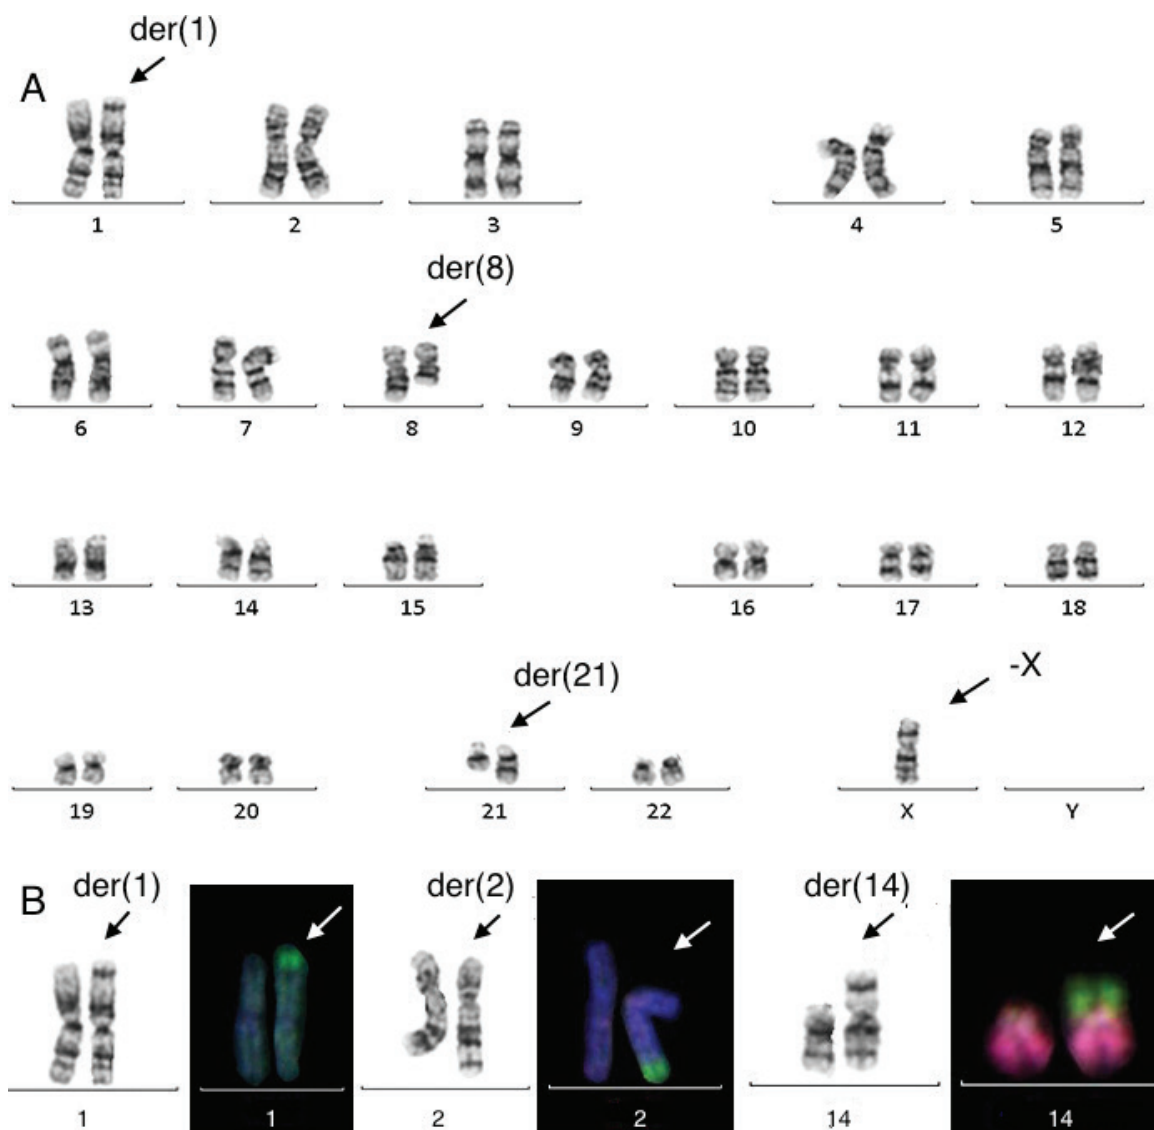 der(1)
A
1 2 3 4 5
der(8)
6 7 8 9 10 11 12
13 14 15 16 17 18
der(21) -X
19 20 21 22 X Y
B der(1) der(2) der(14)
1 1 2 2 14 14